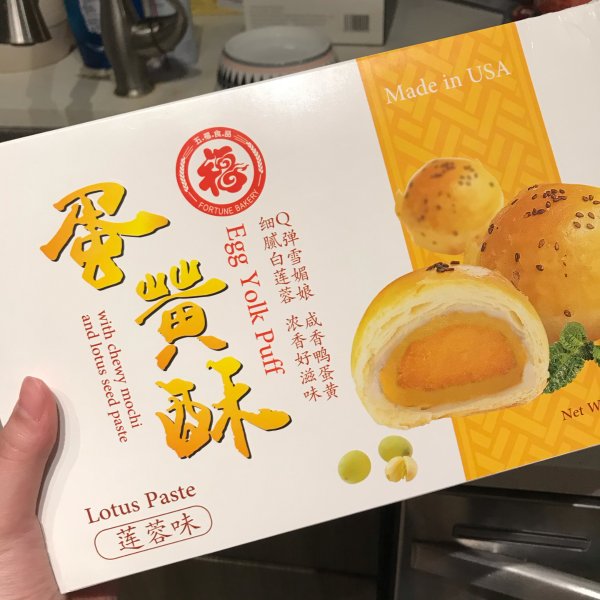 Made in USA
五福食品
福
FORTUNE BAKERY
蛋黄酥
Egg Yolk Puff
with chewy mochi
and lotus seed paste
Q弹雪媚娘 咸香鸭蛋黄
细腻白莲蓉 浓香好滋味
Lotus Paste
莲蓉味
Net W